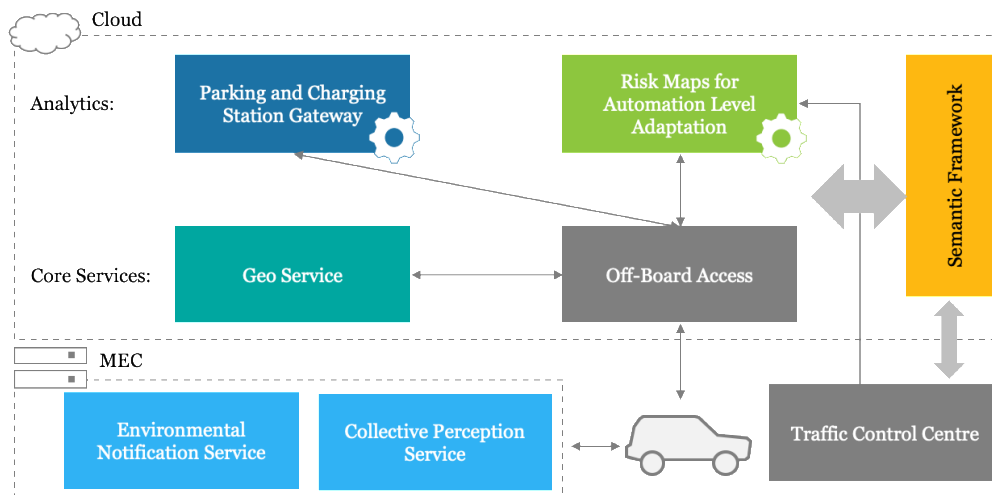 Cloud
Analytics:
Parking and Charging
Station Gateway
Risk Maps for
Automation Level
Adaptation
Semantic Framework
Core Services:
Geo Service
Off-Board Access
MEC
Environmental
Notification Service
Collective Perception
Service
Traffic Control Centre